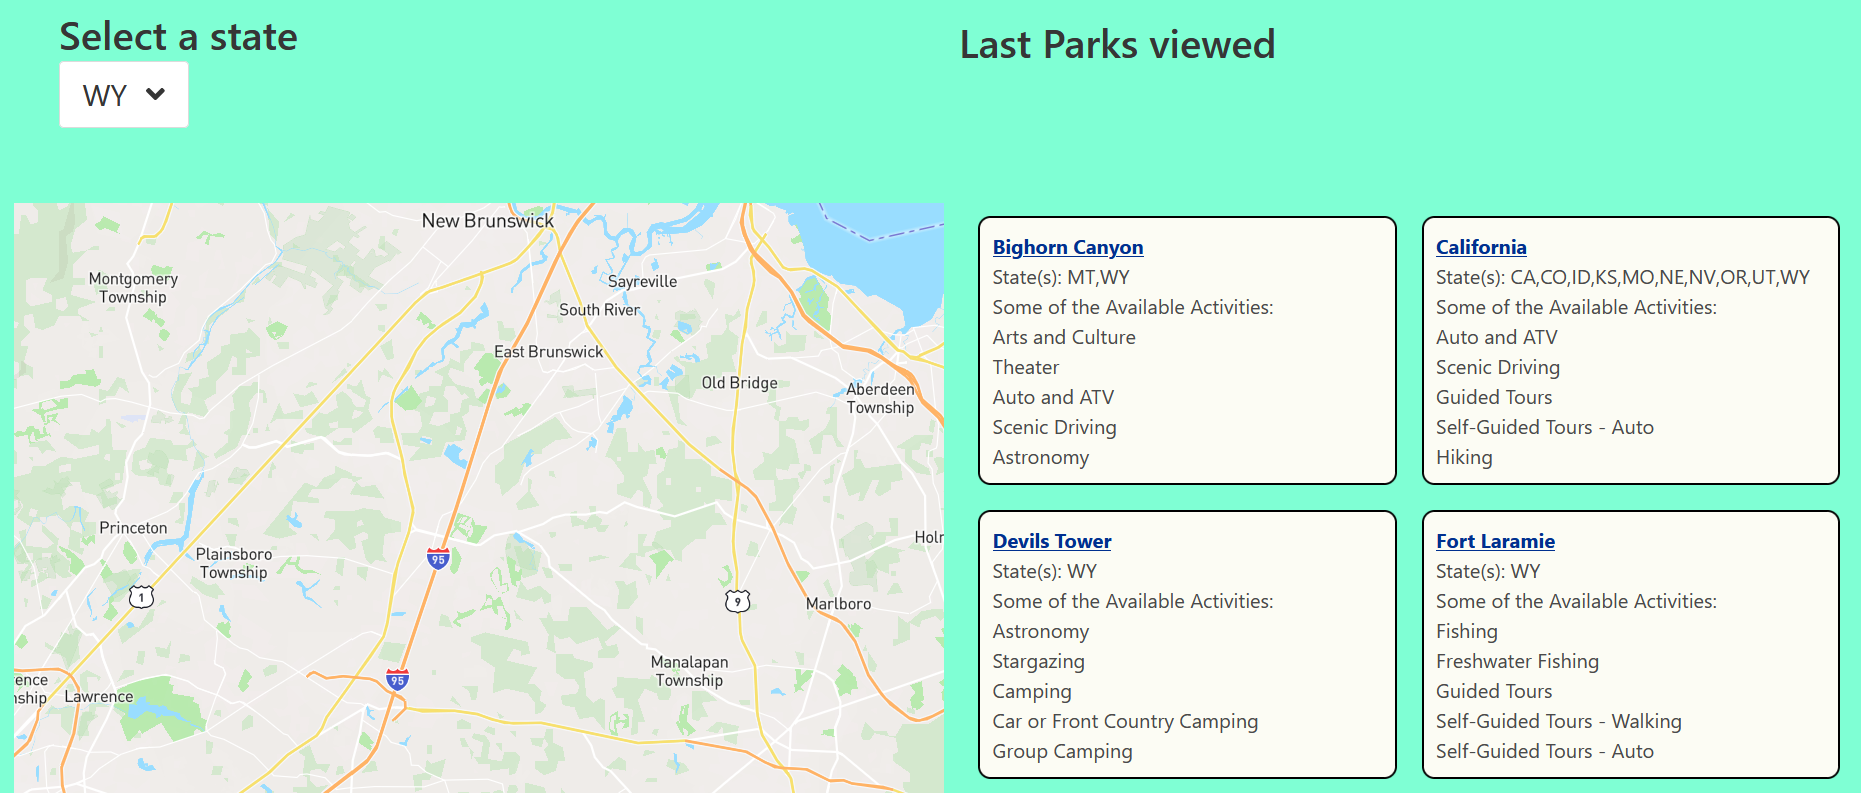 Select a state
WY
Last Parks viewed
New Brunswick
Montgomery
Township
Sayreville
South River
East Brunswick
Old Bridge
Aberdeen
Township
Princeton
Plainsboro
Township
95
Holr
1
9
Marlboro
Manalapan
Township
95
ence
nship
Lawrence
Bighorn Canyon
State(s): MT,WY
Some of the Available Activities:
Arts and Culture
Theater
Auto and ATV
Scenic Driving
Astronomy
California
State(s): CA,CO,ID,KS,MO,NE,NV,OR,UT,WY
Some of the Available Activities:
Auto and ATV
Scenic Driving
Guided Tours
Self-Guided Tours - Auto
Hiking
Devils Tower
State(s): WY
Some of the Available Activities:
Astronomy
Stargazing
Camping
Car or Front Country Camping
Group Camping
Fort Laramie
State(s): WY
Some of the Available Activities:
Fishing
Freshwater Fishing
Guided Tours
Self-Guided Tours - Walking
Self-Guided Tours - Auto